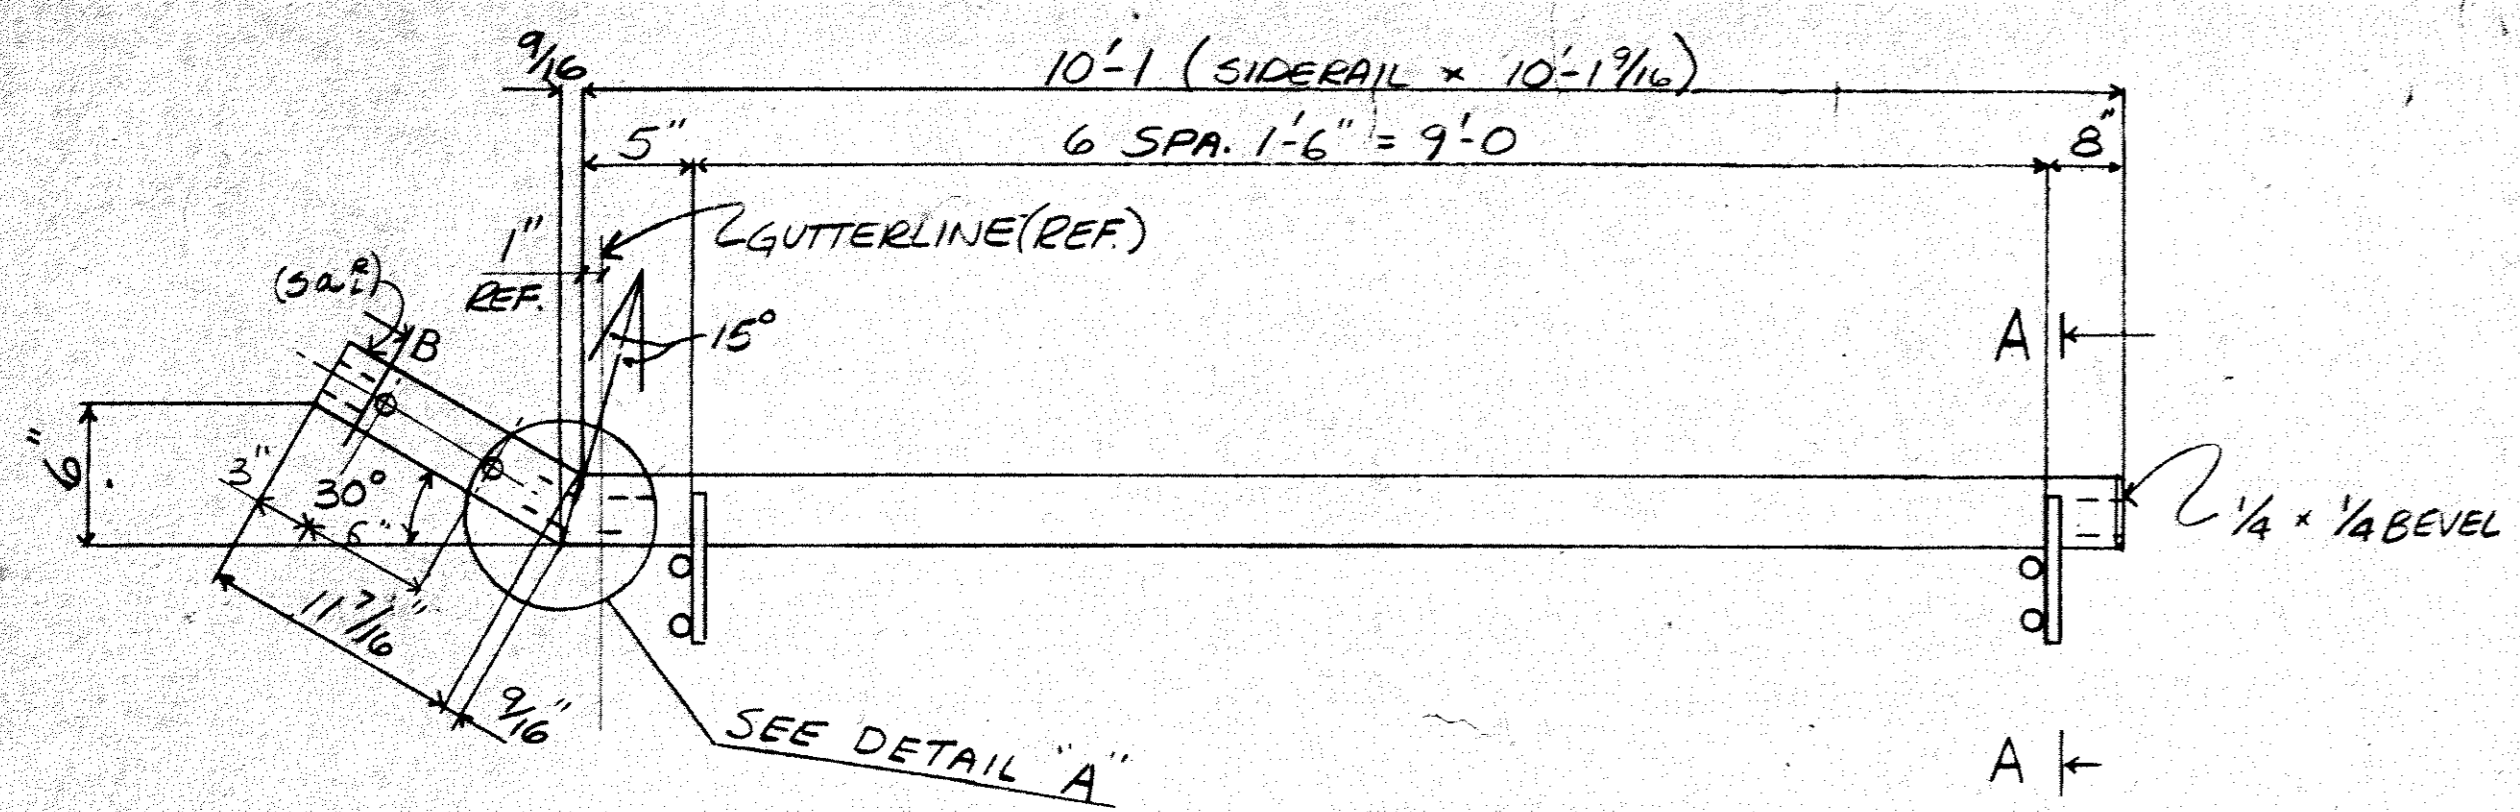 9/16
10'-1 (SIDERAIL x 10'-1 9/16)
5"
6 SPA. 1'-6" = 9'-0
8"
1"
REF.
GUTTERLINE (REF.)
15°
B
A
6"
3"
30°
6"
11 7/16"
9/16"
1/4 x 1/4 BEVEL
SEE DETAIL "A"
A